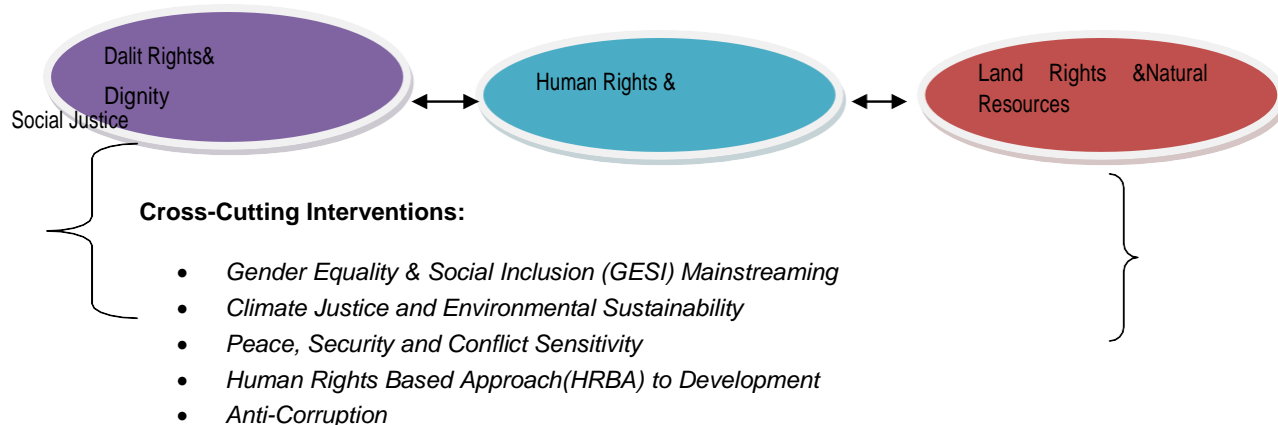 Dalit Rights&
Dignity
Human Rights &
Social Justice
Land Rights &Natural
Resources
Cross-Cutting Interventions:
• Gender Equality & Social Inclusion (GESI) Mainstreaming
• Climate Justice and Environmental Sustainability
• Peace, Security and Conflict Sensitivity
• Human Rights Based Approach(HRBA) to Development
• Anti-Corruption